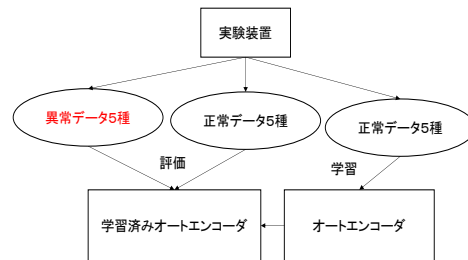 実験装置
異常データ5種
正常データ5種
正常データ5種
評価
学習
学習済みオートエンコーダ
オートエンコーダ